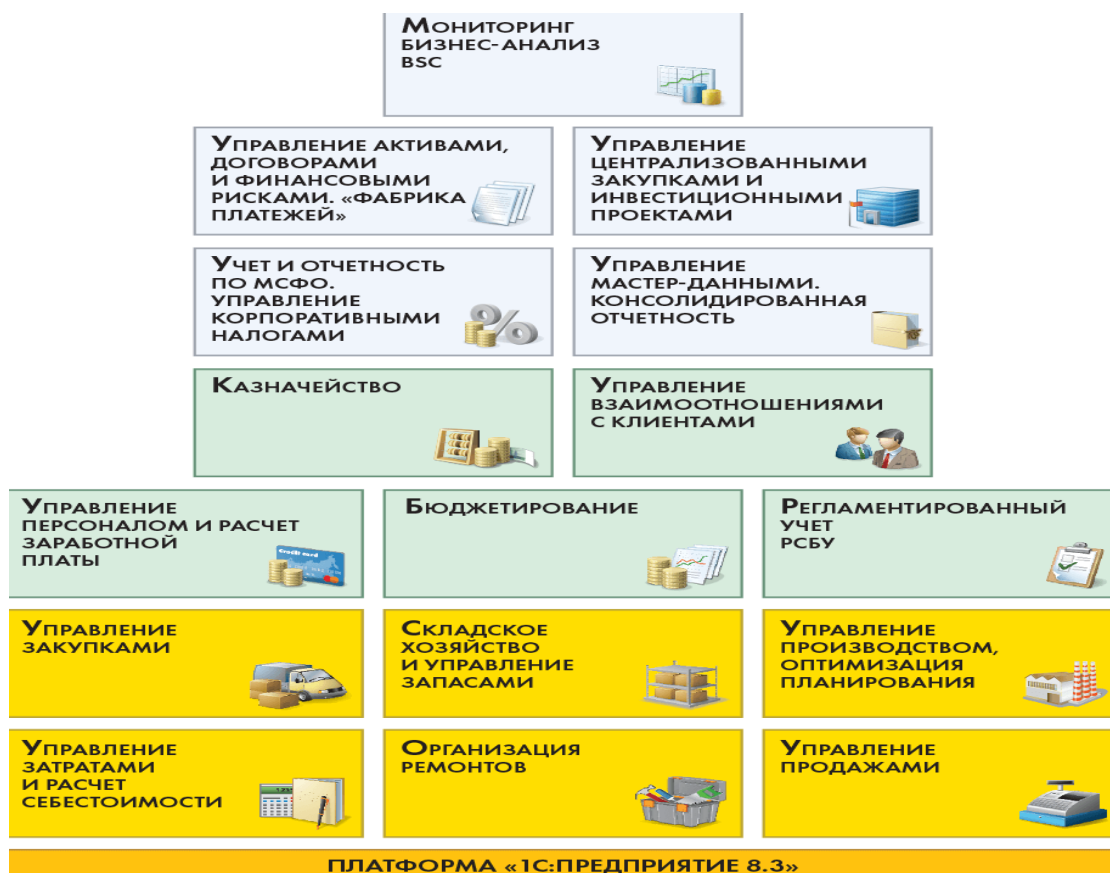 Мониторинг
бизнес-анализ
BSC
Управление активами,
договорами
и финансовыми
рисками. «Фабрика
платежей»
Управление
централизованными
закупками и
инвестиционными
проектами
Учет и отчетность
по МСФО.
Управление
корпоративными
налогами
Управление
мастер-данными.
Консолидированная
отчетность
Казначейство
Управление
взаимоотношениями
с клиентами
Управление
персоналом и расчет
заработной
платы
Credit card
Бюджетирование
Регламентированный
учет
РСБУ
Управление
закупками
Складское
хозяйство
и управление
запасами
Управление
производством,
оптимизация
планирования
Управление
затратами
и расчет
себестоимости
Организация
ремонтов
Управление
продажами
ПЛАТФОРМА «1С:ПРЕДПРИЯТИЕ 8.3»